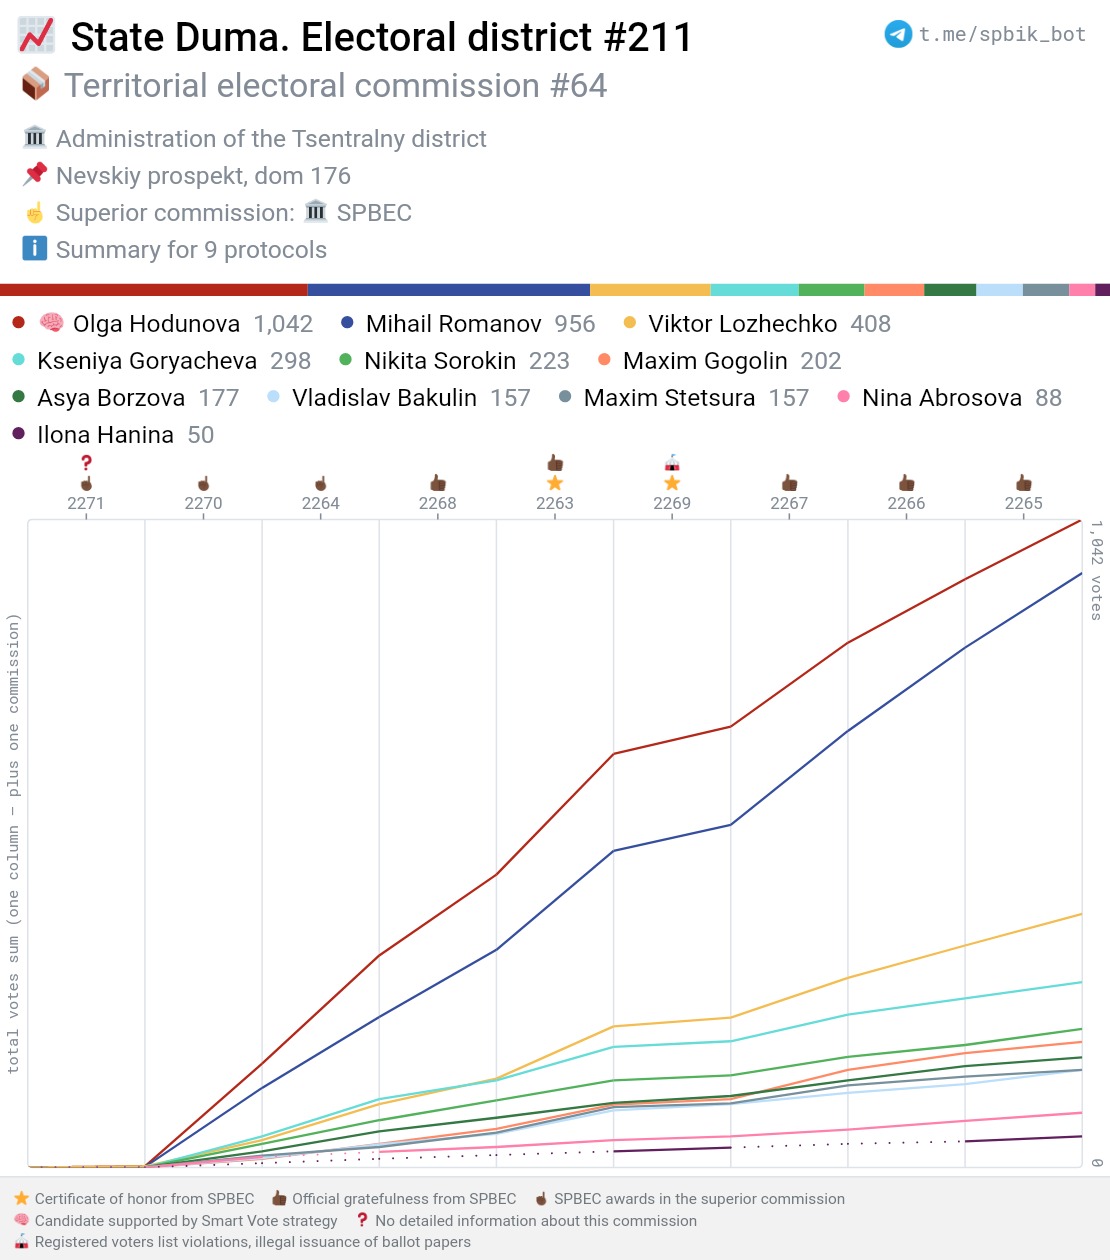 State Duma. Electoral district #211
t.me/spbik_bot
Territorial electoral commission #64
Administration of the Tsentralny district
Nevskiy prospekt, dom 176
Superior commission: SPBEC
Summary for 9 protocols
Olga Hodunova 1,042 Mihail Romanov 956 Viktor Lozhechko 408
Kseniya Goryacheva 298 Nikita Sorokin 223 Maxim Gogolin 202
Asya Borzova 177 Vladislav Bakulin 157 Maxim Stetsura 157 Nina Abrosova 88
Ilona Hanina 50
2271 2270 2264 2268 2263 2269 2267 2266 2265
1,042 votes
total votes sum (one column – plus one commission)
0
Certificate of honor from SPBEC Official gratefulness from SPBEC SPBEC awards in the superior commission
Candidate supported by Smart Vote strategy No detailed information about this commission
Registered voters list violations, illegal issuance of ballot papers